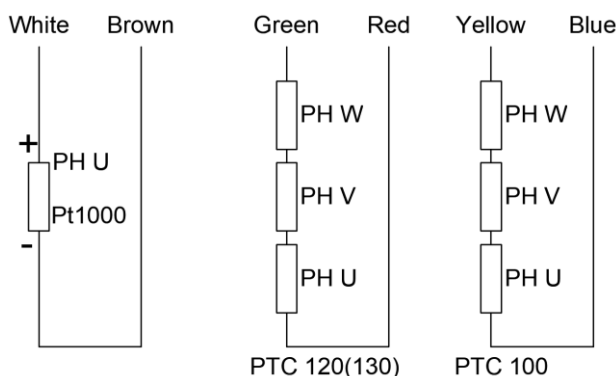 White Brown Green Red Yellow Blue
+ PH U
Pt1000
-
PH W
PH V
PH U
PTC 120(130)
PH W
PH V
PH U
PTC 100